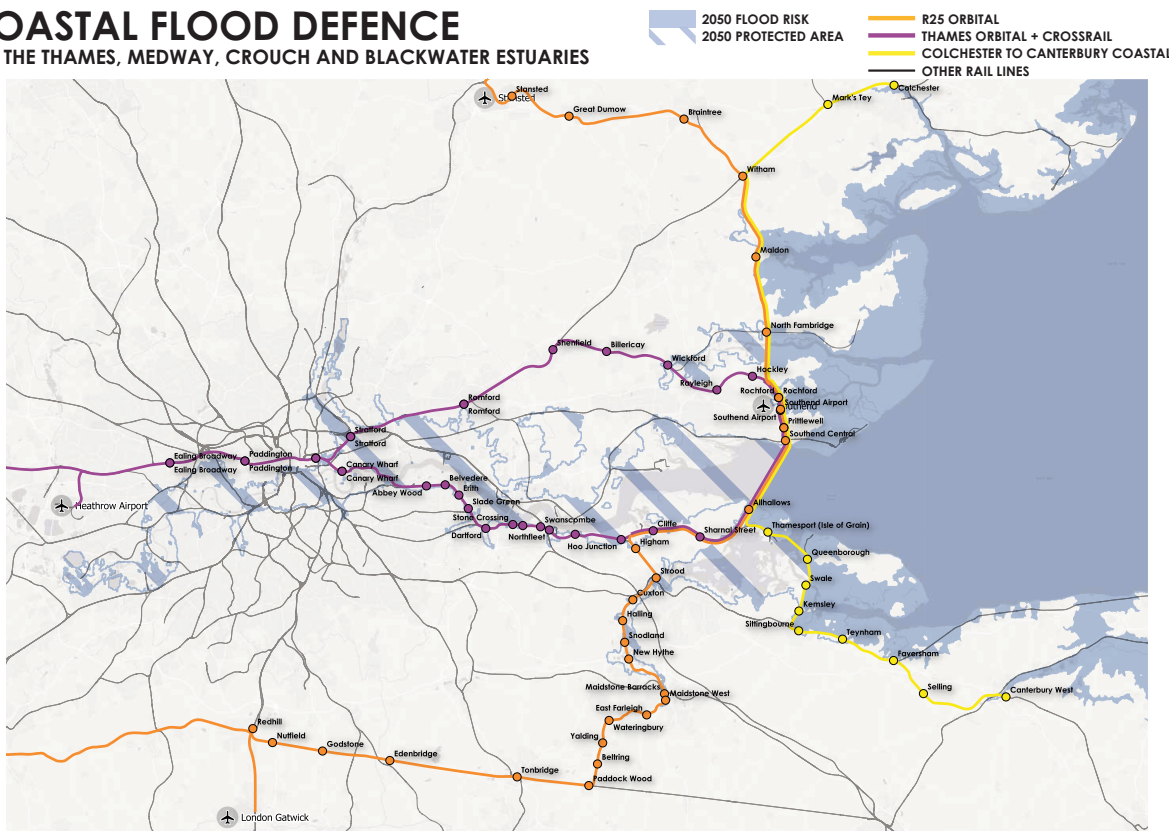 OASTAL FLOOD DEFENCE
THE THAMES, MEDWAY, CROUCH AND BLACKWATER ESTUARIES
2050 FLOOD RISK
2050 PROTECTED AREA
R25 ORBITAL
THAMES ORBITAL + CROSSRAIL
COLCHESTER TO CANTERBURY COASTAL
OTHER RAIL LINES
Stansted
Stansted
Great Dumow
Braintree
Mark's Tey
Colchester
Witham
Maldon
North Fambridge
Shenfield
Billericay
Wickford
Rayleigh
Hockley
Rochford
Rochford
Southend Airport
Southend
Southend Airport
Prittlewell
Southend Central
Romford
Romford
Stratford
Stratford
Ealing Broadway
Ealing Broadway
Paddington
Paddington
Canary Wharf
Canary Wharf
Abbey Wood
Belvedere
Erith
Slade Green
Stone Crossing
Dartford
Swanscombe
Northfleet
Hoo Junction
Higham
Cliffe
Sharnal Street
Allhallows
Thamesport (Isle of Grain)
Queenborough
Swale
Kemsley
Sittingbourne
Teynham
Faversham
Selling
Canterbury West
Heathrow Airport
Strood
Cuxton
Halling
Snodland
New Hythe
Maidstone Barracks
Maidstone West
East Farleigh
Wateringbury
Yalding
Beltring
Paddock Wood
Tonbridge
Edenbridge
Godstone
Nutfield
Redhill
London Gatwick